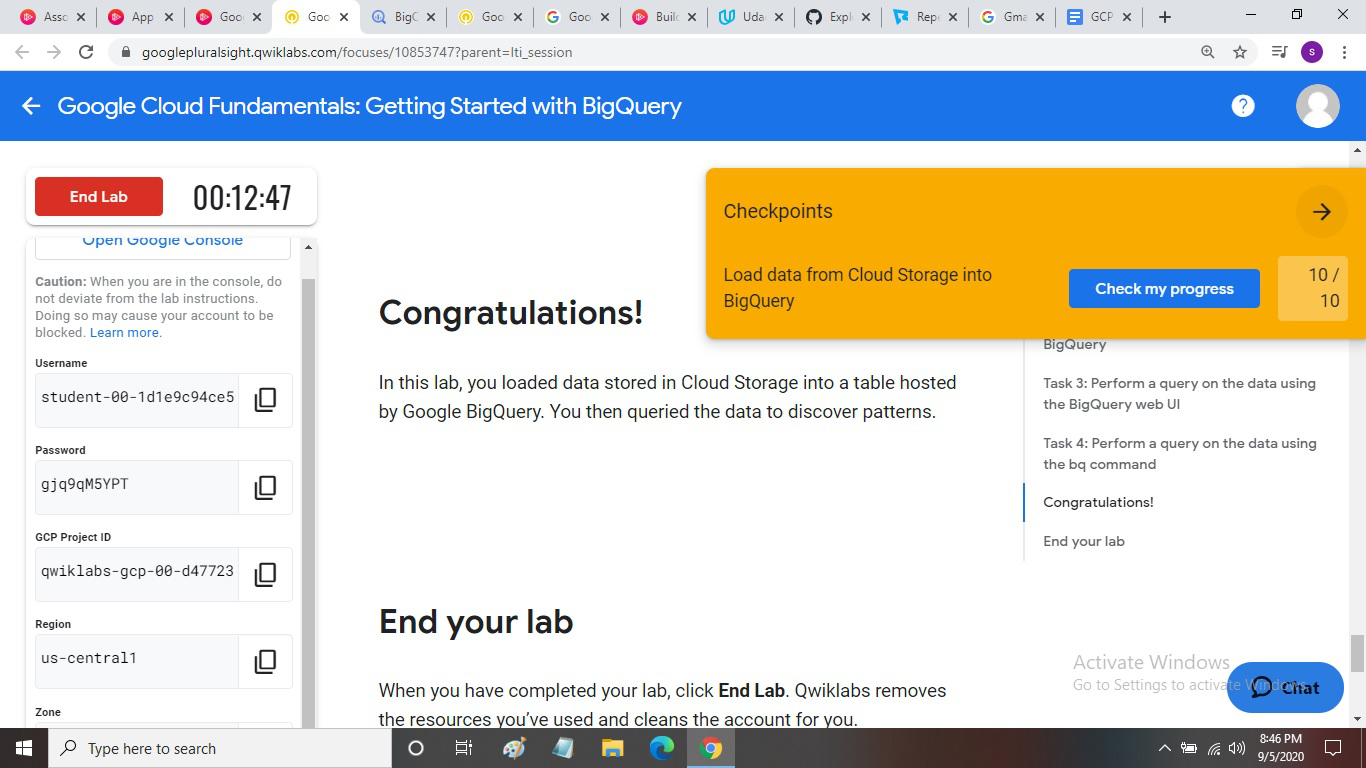 Asso
App
Goo
Goo
BigC
Goo
Goo
Build
Udac
Expl
Repo
Gma
GCP
googlepluralsight.qwiklabs.com/focuses/10853747?parent=lti_session
s
Google Cloud Fundamentals: Getting Started with BigQuery
?
End Lab
00:12:47
Open Google Console
Caution: When you are in the console, do
not deviate from the lab instructions.
Doing so may cause your account to be
blocked. Learn more.
Username
student-00-1d1e9c94ce5
Password
gjq9qM5YPT
GCP Project ID
qwiklabs-gcp-00-d47723
Region
us-central1
Zone
Congratulations!
In this lab, you loaded data stored in Cloud Storage into a table hosted
by Google BigQuery. You then queried the data to discover patterns.
End your lab
When you have completed your lab, click End Lab. Qwiklabs removes
the resources you've used and cleans the account for you.
Checkpoints
Load data from Cloud Storage into
BigQuery
Check my progress
10 /
10
BigQuery
Task 3: Perform a query on the data using
the BigQuery web UI
Task 4: Perform a query on the data using
the bq command
Congratulations!
End your lab
Activate Windows
Go to Settings to activate Windows.
Chat
Type here to search
8:46 PM
9/5/2020